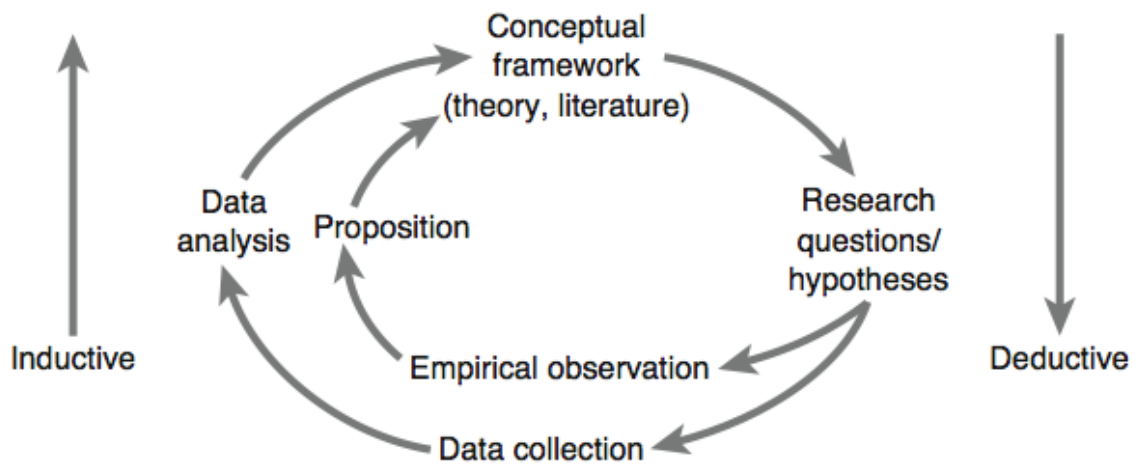 Conceptual
framework
(theory, literature)
Data
analysis
Proposition
Research
questions/
hypotheses
Inductive
Empirical observation
Deductive
Data collection